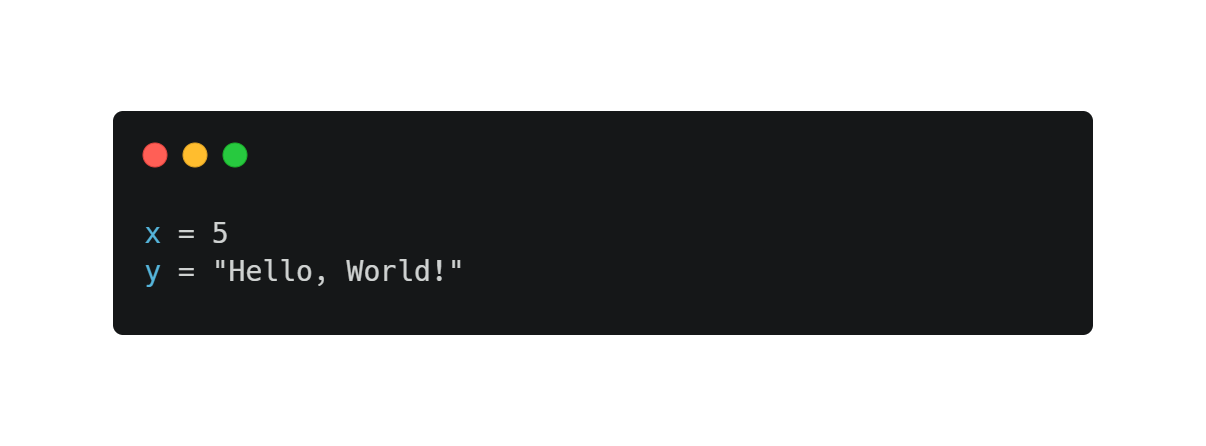 x = 5
y = "Hello, World!"